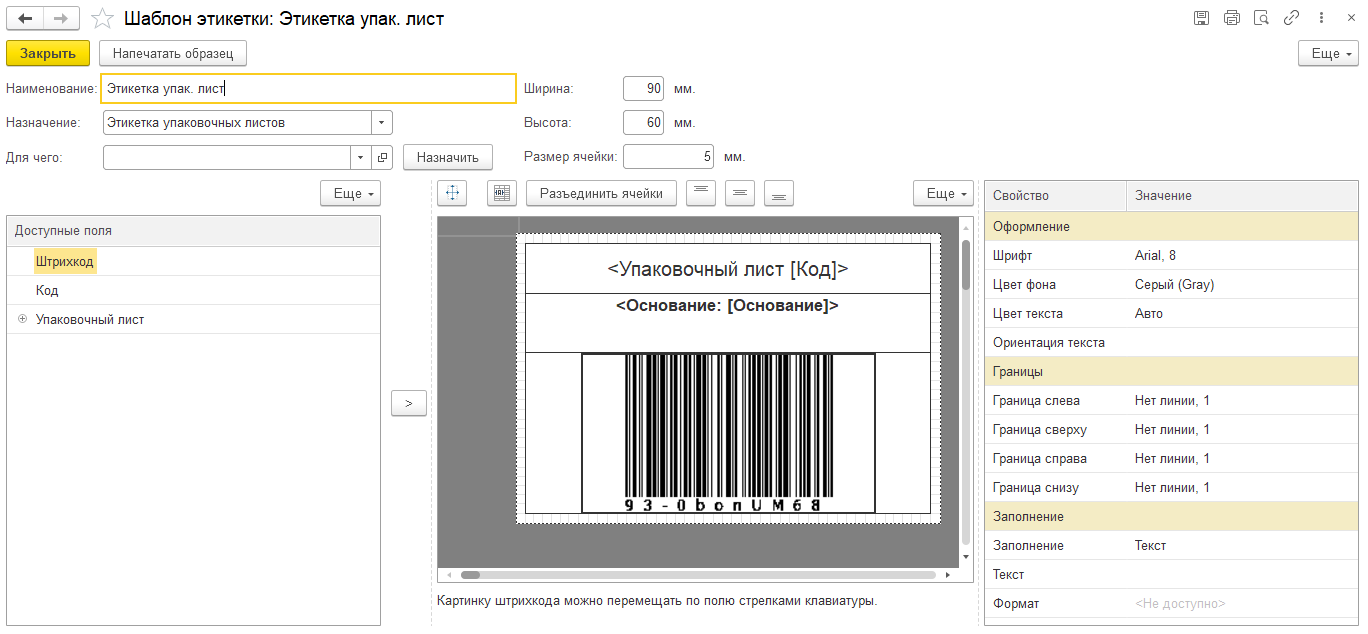 Шаблон этикетки: Этикетка упак. лист
Закрыть
Напечатать образец
Еще
Наименование: Этикетка упак. лист
Ширина: 90 мм.
Назначение: Этикетка упаковочных листов
Высота: 60 мм.
Для чего:
Назначить
Размер ячейки: 5 мм.
Еще
Разъединить ячейки
Еще
Доступные поля
Штрихкод
Код
Упаковочный лист
>
<Упаковочный лист [Код]>
<Основание: [Основание]>
93-0bonUM68
Картинку штрихкода можно перемещать по полю стрелками клавиатуры.
Свойство Значение
Оформление
Шрифт Arial, 8
Цвет фона Серый (Gray)
Цвет текста Авто
Ориентация текста
Границы
Граница слева Нет линии, 1
Граница сверху Нет линии, 1
Граница справа Нет линии, 1
Граница снизу Нет линии, 1
Заполнение
Заполнение Текст
Текст
Формат <Не доступно>